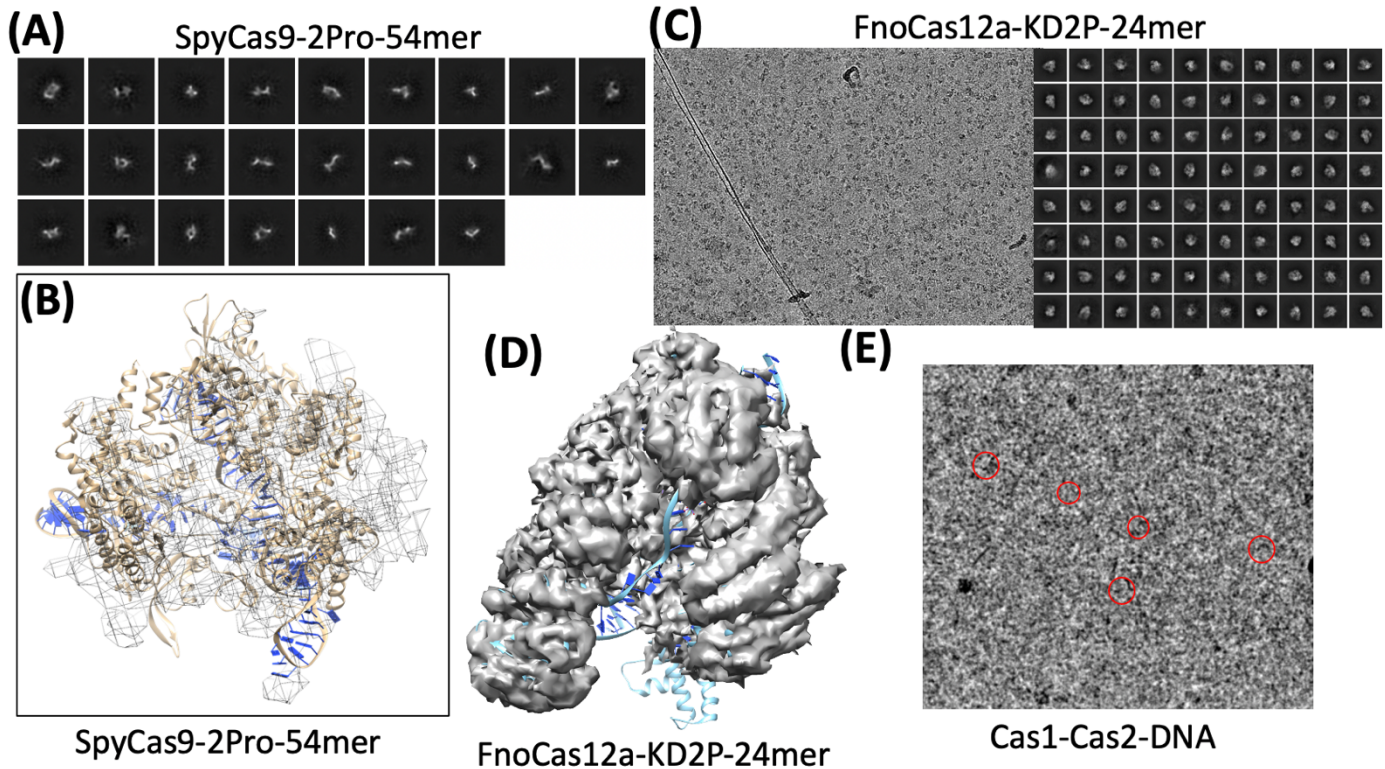 (A)
SpyCas9-2Pro-54mer
(C)
FnoCas12a-KD2P-24mer
(B)
SpyCas9-2Pro-54mer
(D)
FnoCas12a-KD2P-24mer
(E)
Cas1-Cas2-DNA